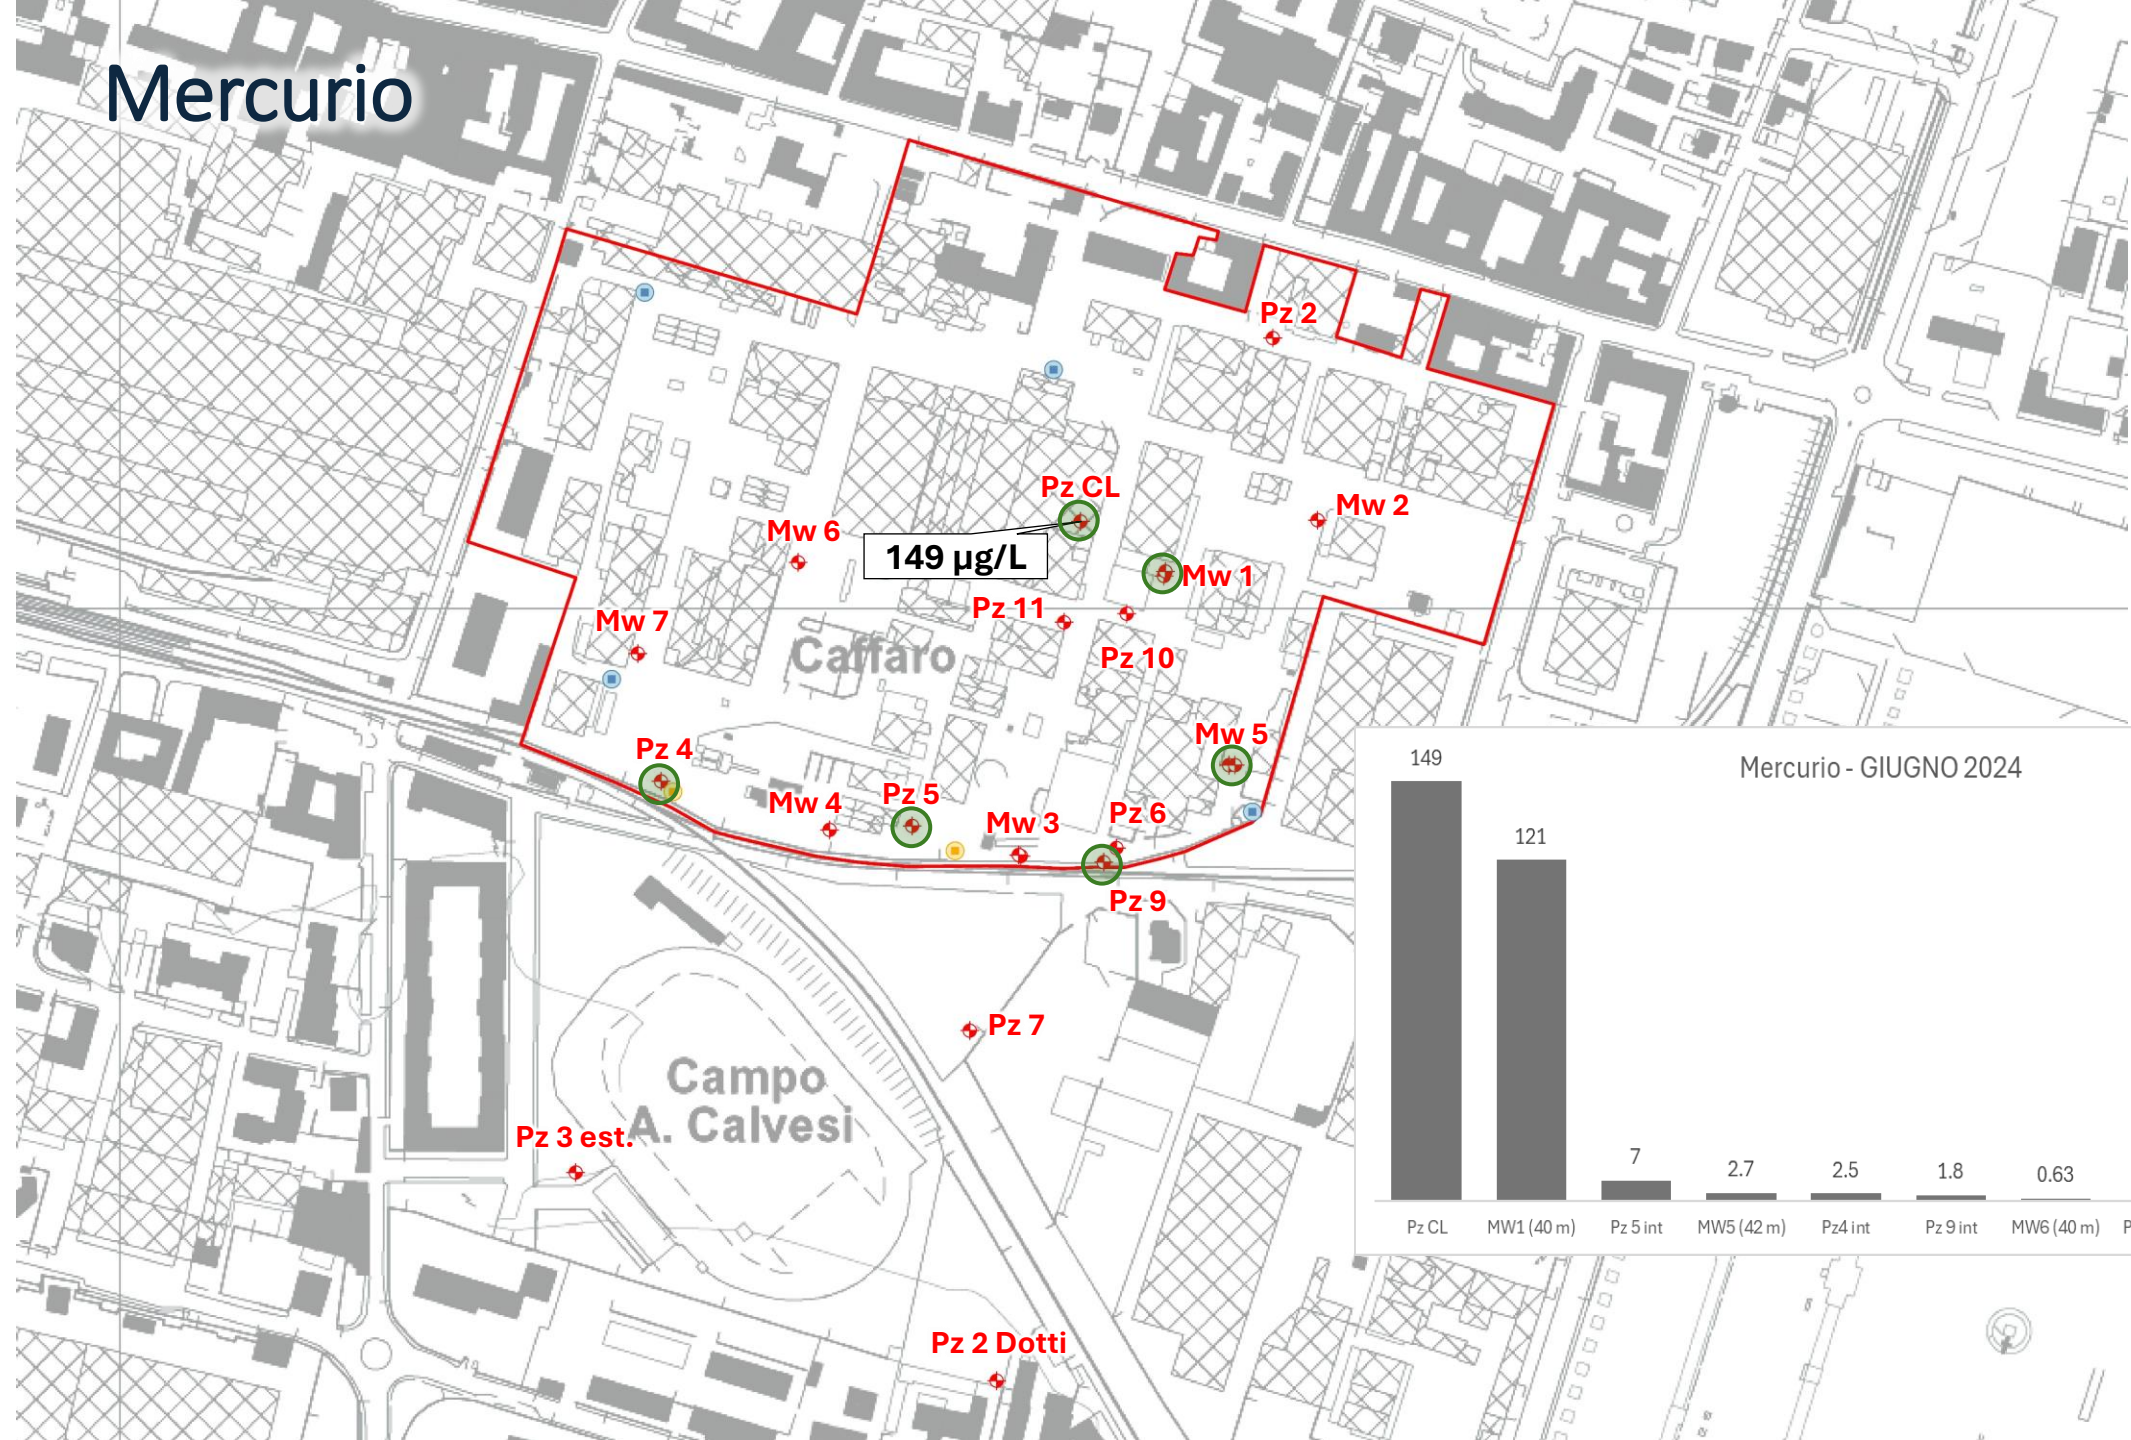 Mercurio
Pz 2
Pz CL
Mw 2
Mw 6
149 µg/L
Mw 1
Pz 11
Mw 7
Caffaro
Pz 10
Mw 5
Pz 4
Mw 4
Pz 5
Mw 3
Pz 6
Pz 9
Pz 7
Campo
A. Calvesi
Pz 3 est.
Pz 2 Dotti
Mercurio - GIUGNO 2024
149
121
7
2.7
2.5
1.8
0.63
Pz CL
MW1 (40 m)
Pz 5 int
MW5 (42 m)
Pz4 int
Pz 9 int
MW6 (40 m)
P